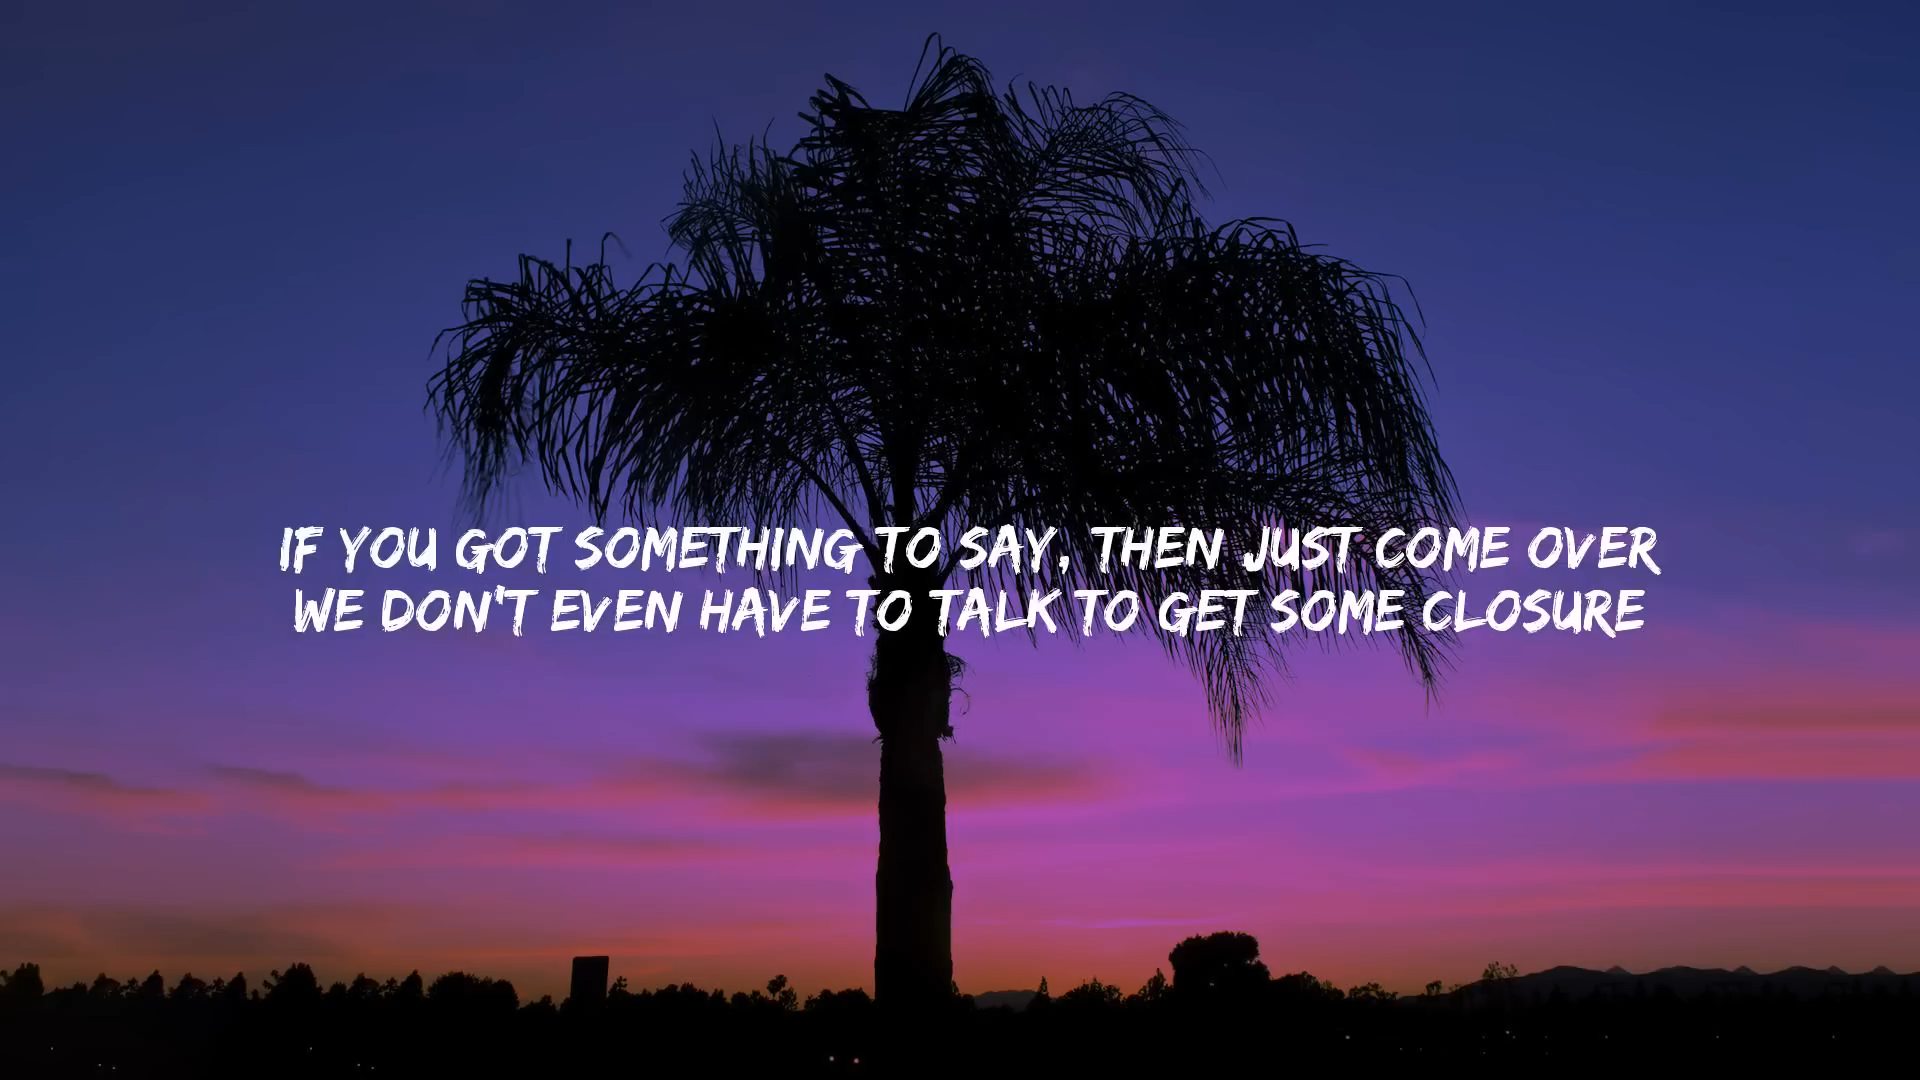 IF YOU GOT SOMETHING TO SAY, THEN JUST COME OVER
WE DON'T EVEN HAVE TO TALK TO GET SOME CLOSURE